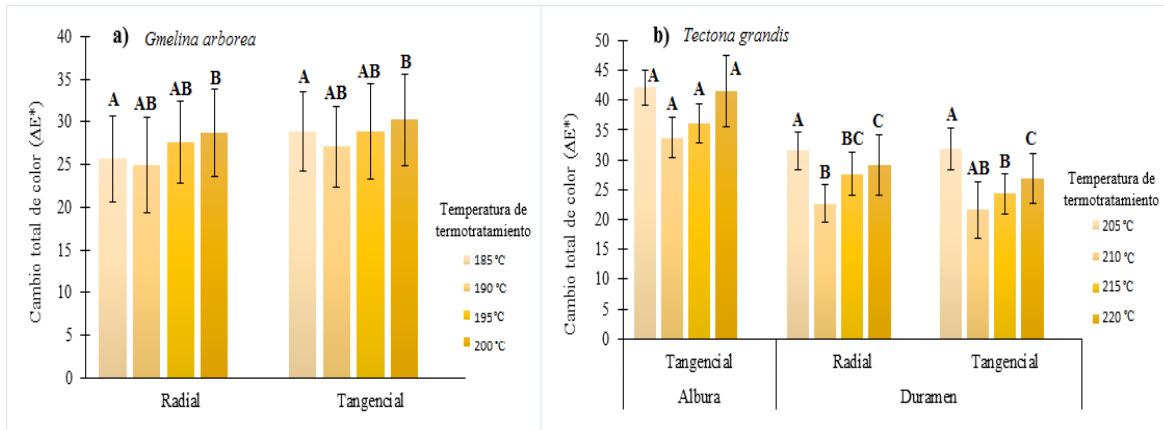 a) Gmelina arborea
Cambio total de color (ΔE*)
40
35
30
25
20
15
10
5
0
A
AB
AB
B
A
AB
AB
B
Radial
Tangencial
Temperatura de
termotratamiento
185 °C
190 °C
195°C
200 °C
b) Tectona grandis
Cambio total de color (ΔE*)
50
45
40
35
30
25
20
15
10
5
0
A
A
A
A
A
B
BC
C
A
AB
B
C
Tangencial
Radial
Tangencial
Albura
Duramen
Temperatura de
termotratamiento
205 °C
210 °C
215 °C
220 °C